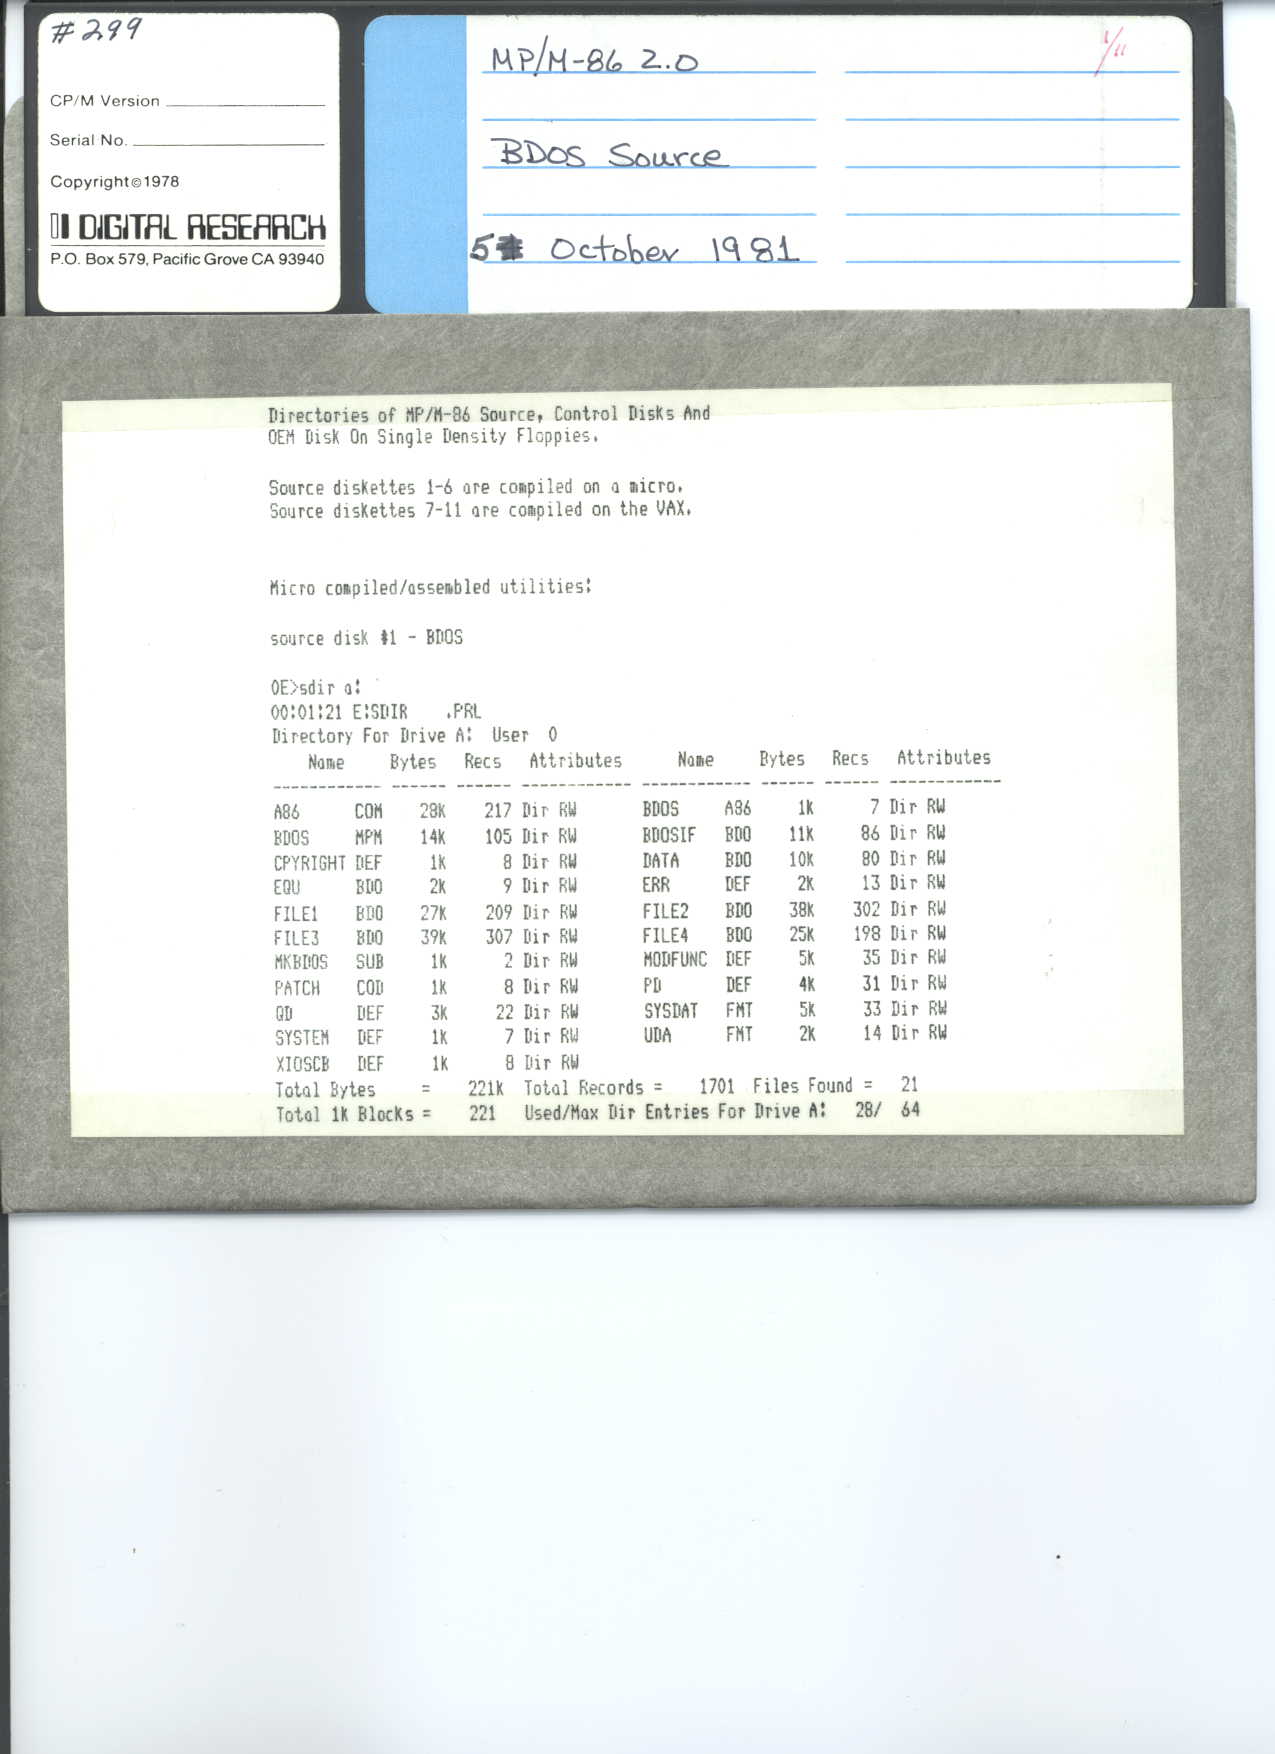 #299
CP/M Version
Serial No.
Copyright©1978
DIGITAL RESEARCH
P.O. Box 579, Pacific Grove CA 93940
MP/M-86 2.0
1/11
BDOS Source
5 October 1981
Directories of MP/M-86 Source, Control Disks And
OEM Disk On Single Density Floppies.
Source diskettes 1-6 are compiled on a micro.
Source diskettes 7-11 are compiled on the VAX.
Micro compiled/assembled utilities:
source disk #1 - BDOS
0E>sdir a:
00:01:21 E:SDIR    .PRL
Directory For Drive A:  User  0
Name Bytes Recs Attributes Name Bytes Recs Attributes
------------ ------ ------ ------------ ------------ ------ ------ ------------
A86 COM 28k 217 Dir RW BDOS A86 1k 7 Dir RW
BDOS MPM 14k 105 Dir RW BDOSIF BDO 11k 86 Dir RW
CPYRIGHT DEF 1k 8 Dir RW DATA BDO 10k 80 Dir RW
EQU BDO 2k 9 Dir RW ERR DEF 2k 13 Dir RW
FILE1 BDO 27k 209 Dir RW FILE2 BDO 38k 302 Dir RW
FILE3 BDO 39k 307 Dir RW FILE4 BDO 25k 198 Dir RW
MKBDOS SUB 1k 2 Dir RW MODFUNC DEF 5k 35 Dir RW
PATCH COD 1k 8 Dir RW PD DEF 4k 31 Dir RW
QD DEF 3k 22 Dir RW SYSDAT FMT 5k 33 Dir RW
SYSTEM DEF 1k 7 Dir RW UDA FMT 2k 14 Dir RW
XIOSCB DEF 1k 8 Dir RW
Total Bytes = 221k Total Records = 1701 Files Found = 21
Total 1k Blocks = 221 Used/Max Dir Entries For Drive A: 28/ 64